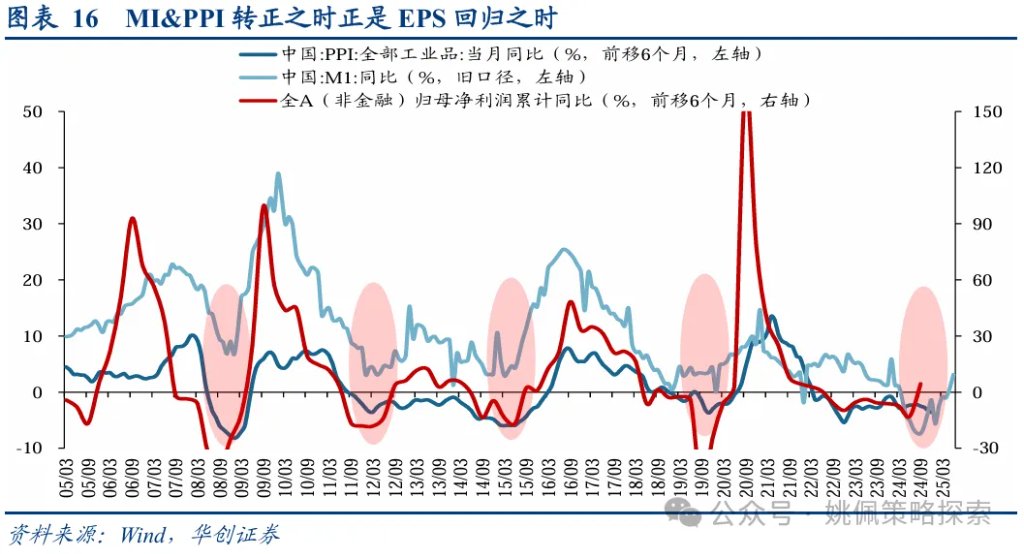 图表 16 MI&PPI 转正之时正是 EPS 回归之时
中国:PPI:全部工业品:当月同比（%，前移6个月，左轴）
中国:M1:同比（%，旧口径，左轴）
全A（非金融）归母净利润累计同比（%，前移6个月，右轴）
50 150
40 120
30 90
20 60
10 30
0 0
-10 -30
05/03 05/09 06/03 06/09 07/03 07/09 08/03 08/09 09/03 09/09 10/03 10/09 11/03 11/09 12/03 12/09 13/03 13/09 14/03 14/09 15/03 15/09 16/03 16/09 17/03 17/09 18/03 18/09 19/03 19/09 20/03 20/09 21/03 21/09 22/03 22/09 23/03 23/09 24/03 24/09 25/03
公众号·姚佩策略探索
资料来源：Wind，华创证券